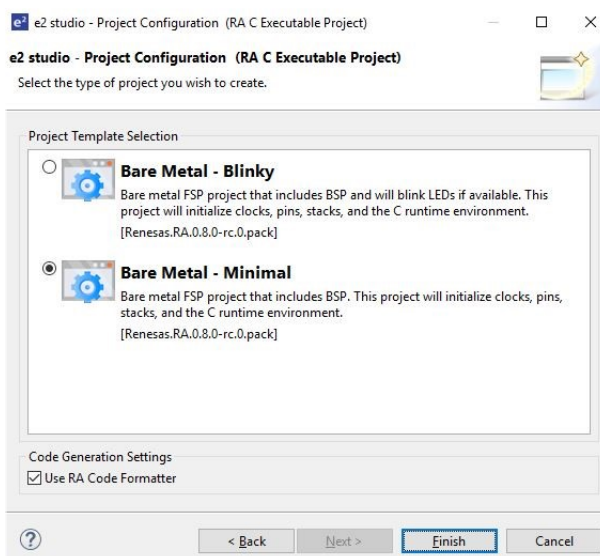 e2 e2 studio - Project Configuration (RA C Executable Project)
e2 studio - Project Configuration (RA C Executable Project)
Select the type of project you wish to create.
Project Template Selection
Bare Metal - Blinky
Bare metal FSP project that includes BSP and will blink LEDs if available. This
project will initialize clocks, pins, stacks, and the C runtime environment.
[Renesas.RA.0.8.0-rc.0.pack]
Bare Metal - Minimal
Bare metal FSP project that includes BSP. This project will initialize clocks, pins,
stacks, and the C runtime environment.
[Renesas.RA.0.8.0-rc.0.pack]
Code Generation Settings
Use RA Code Formatter
? < Back Next > Finish Cancel